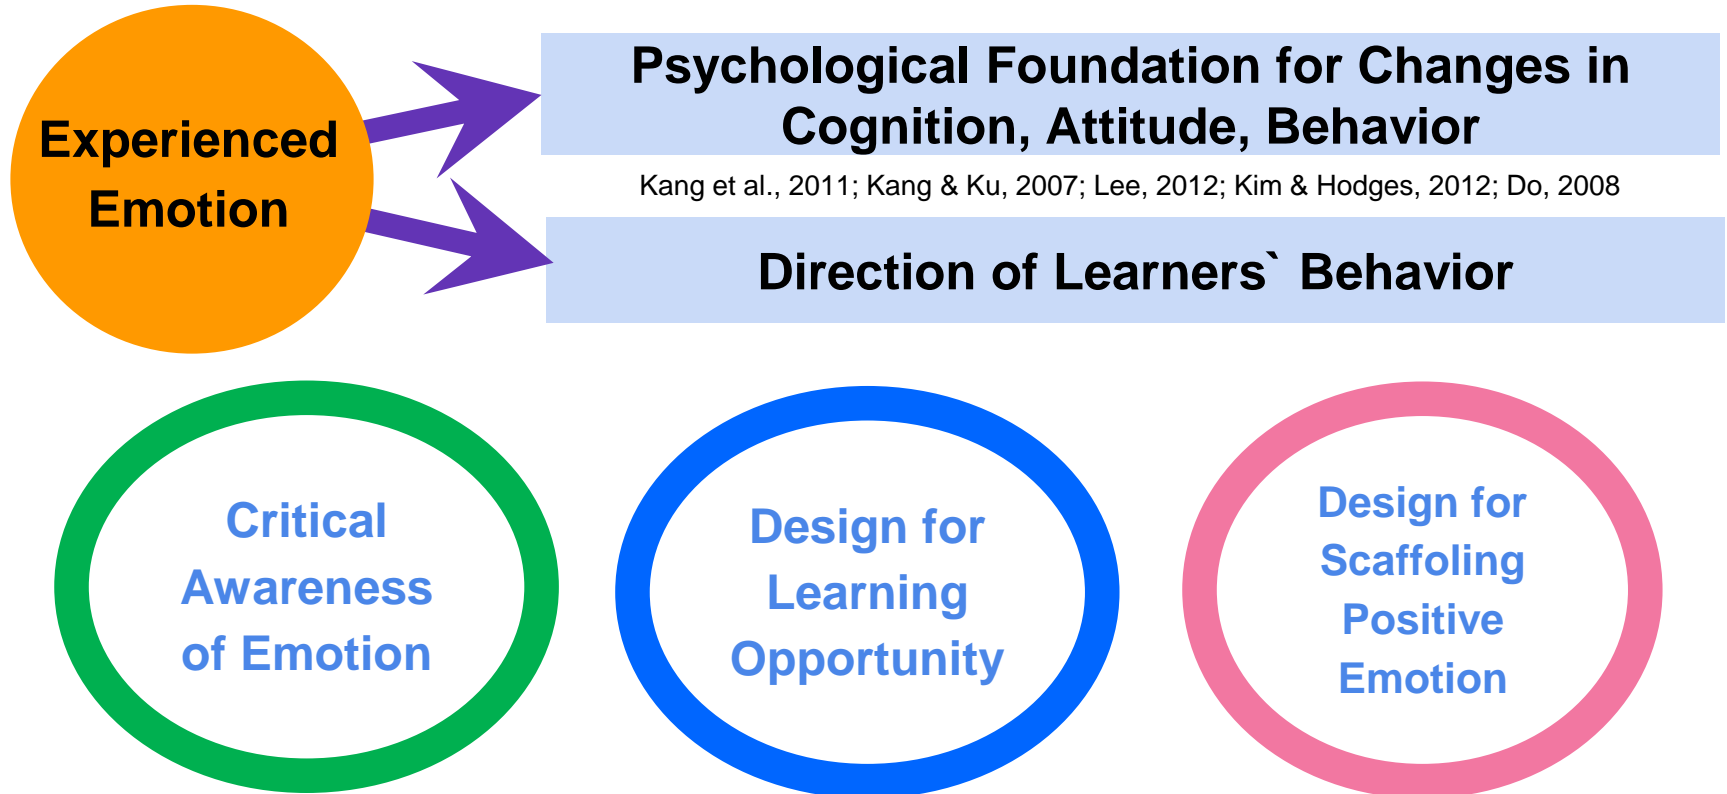 Experienced
Emotion
Psychological Foundation for Changes in
Cognition, Attitude, Behavior
Kang et al., 2011; Kang & Ku, 2007; Lee, 2012; Kim & Hodges, 2012; Do, 2008
Direction of Learners` Behavior
Critical
Awareness
of Emotion
Design for
Learning
Opportunity
Design for
Scaffoling
Positive
Emotion